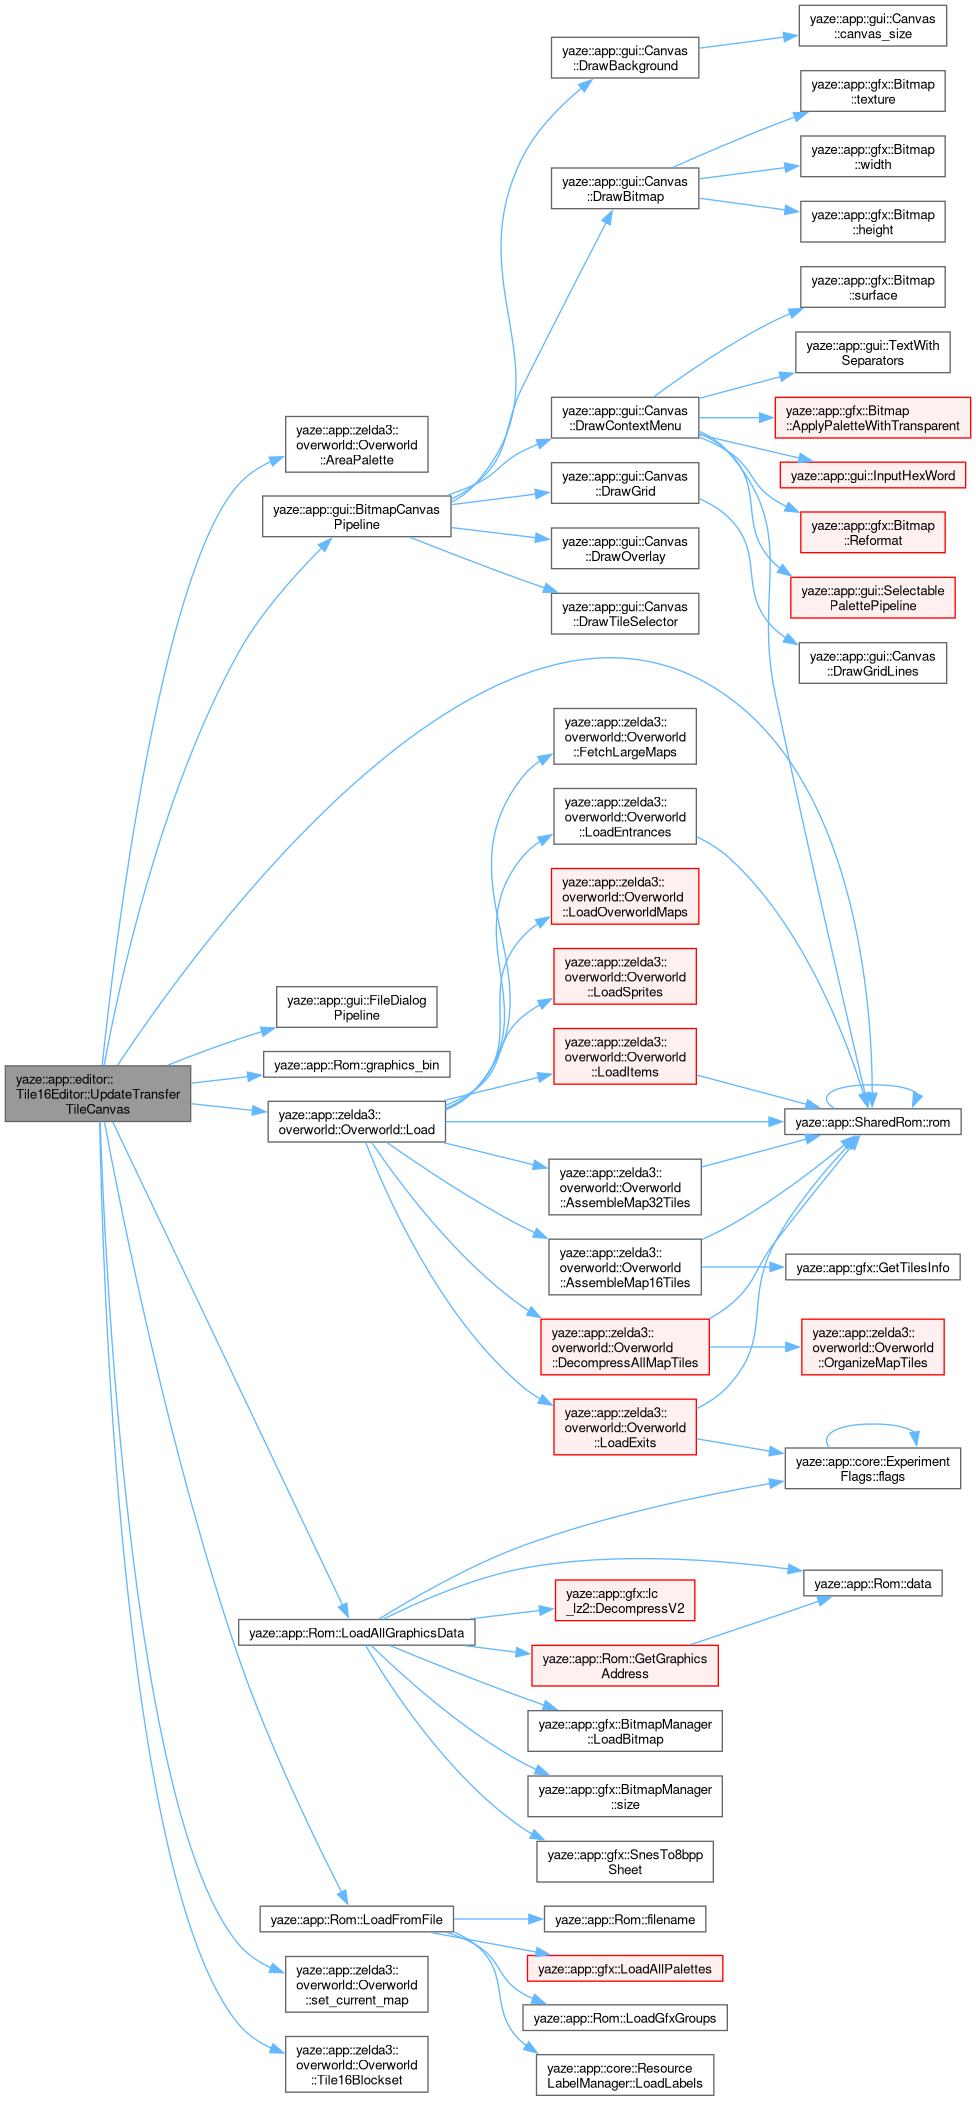 yaze::app::editor::
Tile16Editor::UpdateTransfer
TileCanvas
yaze::app::zelda3::
overworld::Overworld
::AreaPalette
yaze::app::gui::BitmapCanvas
Pipeline
yaze::app::gui::FileDialog
Pipeline
yaze::app::Rom::graphics_bin
yaze::app::zelda3::
overworld::Overworld::Load
yaze::app::Rom::LoadAllGraphicsData
yaze::app::Rom::LoadFromFile
yaze::app::zelda3::
overworld::Overworld
::set_current_map
yaze::app::zelda3::
overworld::Overworld
::Tile16Blockset
yaze::app::gui::Canvas
::DrawBackground
yaze::app::gui::Canvas
::DrawBitmap
yaze::app::gui::Canvas
::DrawContextMenu
yaze::app::gui::Canvas
::DrawGrid
yaze::app::gui::Canvas
::DrawOverlay
yaze::app::gui::Canvas
::DrawTileSelector
yaze::app::zelda3::
overworld::Overworld
::FetchLargeMaps
yaze::app::zelda3::
overworld::Overworld
::LoadEntrances
yaze::app::zelda3::
overworld::Overworld
::LoadOverworldMaps
yaze::app::zelda3::
overworld::Overworld
::LoadSprites
yaze::app::zelda3::
overworld::Overworld
::LoadItems
yaze::app::zelda3::
overworld::Overworld
::AssembleMap32Tiles
yaze::app::zelda3::
overworld::Overworld
::AssembleMap16Tiles
yaze::app::zelda3::
overworld::Overworld
::DecompressAllMapTiles
yaze::app::zelda3::
overworld::Overworld
::LoadExits
yaze::app::gfx::lc
_lz2::DecompressV2
yaze::app::Rom::GetGraphics
Address
yaze::app::gfx::BitmapManager
::LoadBitmap
yaze::app::gfx::BitmapManager
::size
yaze::app::gfx::SnesTo8bpp
Sheet
yaze::app::Rom::filename
yaze::app::gfx::LoadAllPalettes
yaze::app::Rom::LoadGfxGroups
yaze::app::core::Resource
LabelManager::LoadLabels
yaze::app::gui::Canvas
::canvas_size
yaze::app::gfx::Bitmap
::texture
yaze::app::gfx::Bitmap
::width
yaze::app::gfx::Bitmap
::height
yaze::app::gfx::Bitmap
::surface
yaze::app::gui::TextWith
Separators
yaze::app::gfx::Bitmap
::ApplyPaletteWithTransparent
yaze::app::gui::InputHexWord
yaze::app::gfx::Bitmap
::Reformat
yaze::app::gui::Selectable
PalettePipeline
yaze::app::gui::Canvas
::DrawGridLines
yaze::app::SharedRom::rom
yaze::app::gfx::GetTilesInfo
yaze::app::zelda3::
overworld::Overworld
::OrganizeMapTiles
yaze::app::core::Experiment
Flags::flags
yaze::app::Rom::data